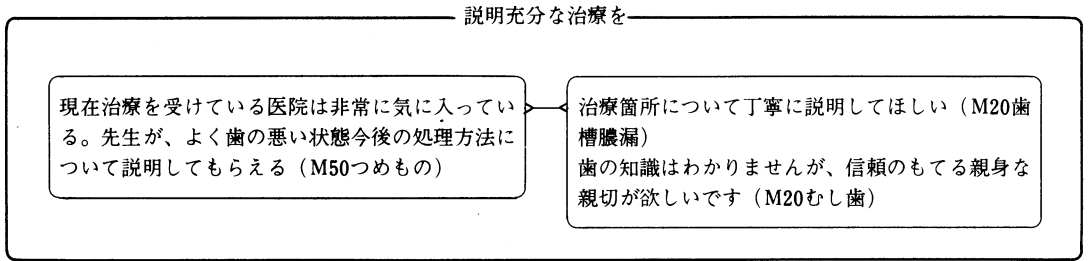 説明充分な治療を
現在治療を受けている医院は非常に気に入ってい
る。先生が、よく歯の悪い状態今後の処理方法に
ついて説明してもらえる（M50つめもの）
治療箇所について丁寧に説明してほしい（M20歯
槽膿漏）
歯の知識はわかりませんが、信頼のもてる親身な
親切が欲しいです（M20むし歯）